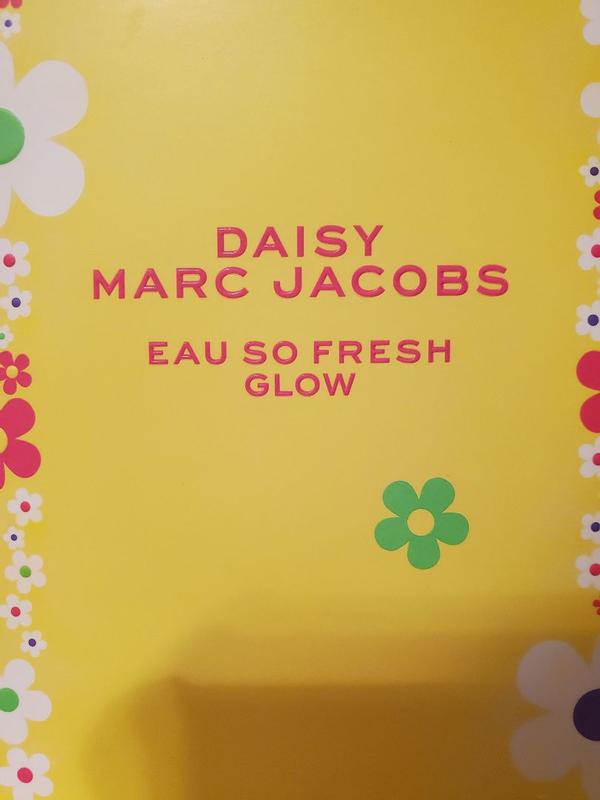 DAISY
MARC JACOBS
EAU SO FRESH
GLOW